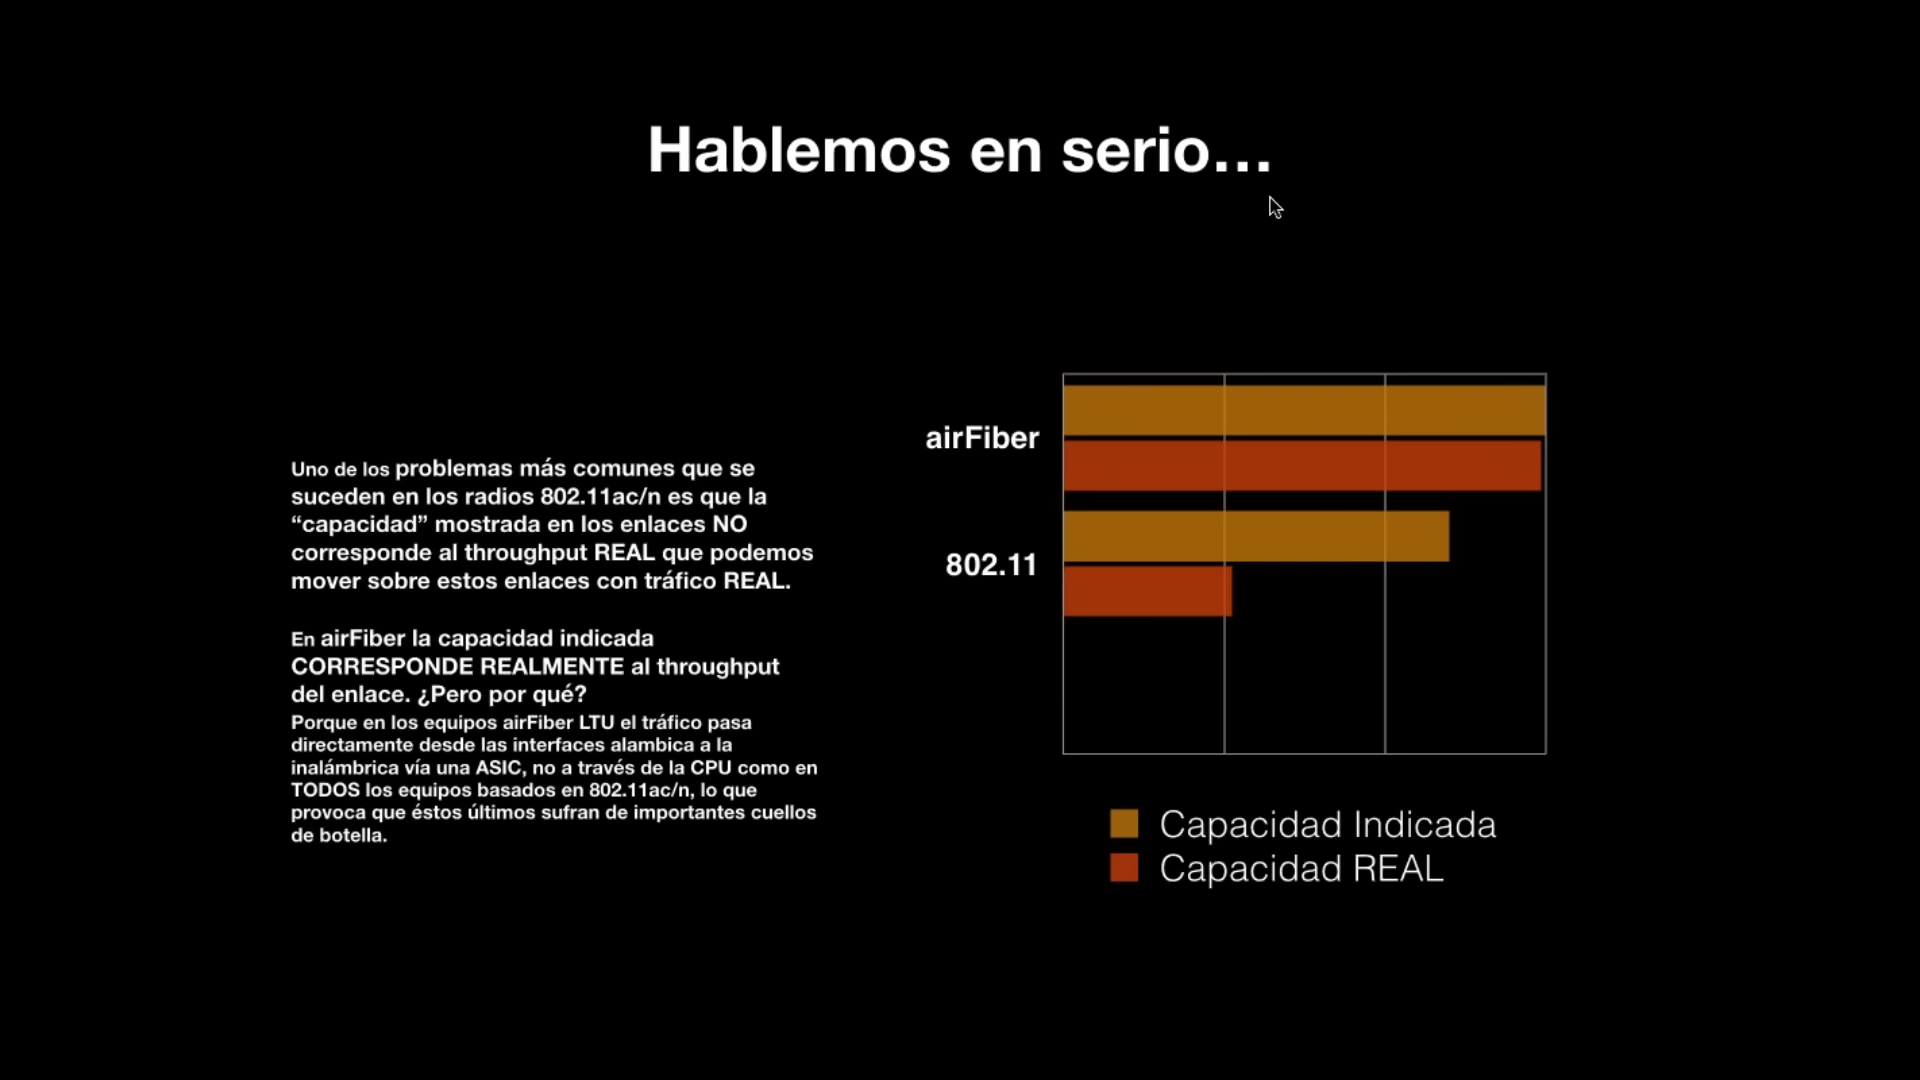 Hablemos en serio...
Uno de los problemas más comunes que se
suceden en los radios 802.11ac/n es que la
“capacidad” mostrada en los enlaces NO
corresponde al throughput REAL que podemos
mover sobre estos enlaces con tráfico REAL.
En airFiber la capacidad indicada
CORRESPONDE REALMENTE al throughput
del enlace. ¿Pero por qué?
Porque en los equipos airFiber LTU el tráfico pasa
directamente desde las interfaces alambica a la
inalámbrica vía una ASIC, no a través de la CPU como en
TODOS los equipos basados en 802.11ac/n, lo que
provoca que éstos últimos sufran de importantes cuellos
de botella.
airFiber
802.11
Capacidad Indicada
Capacidad REAL